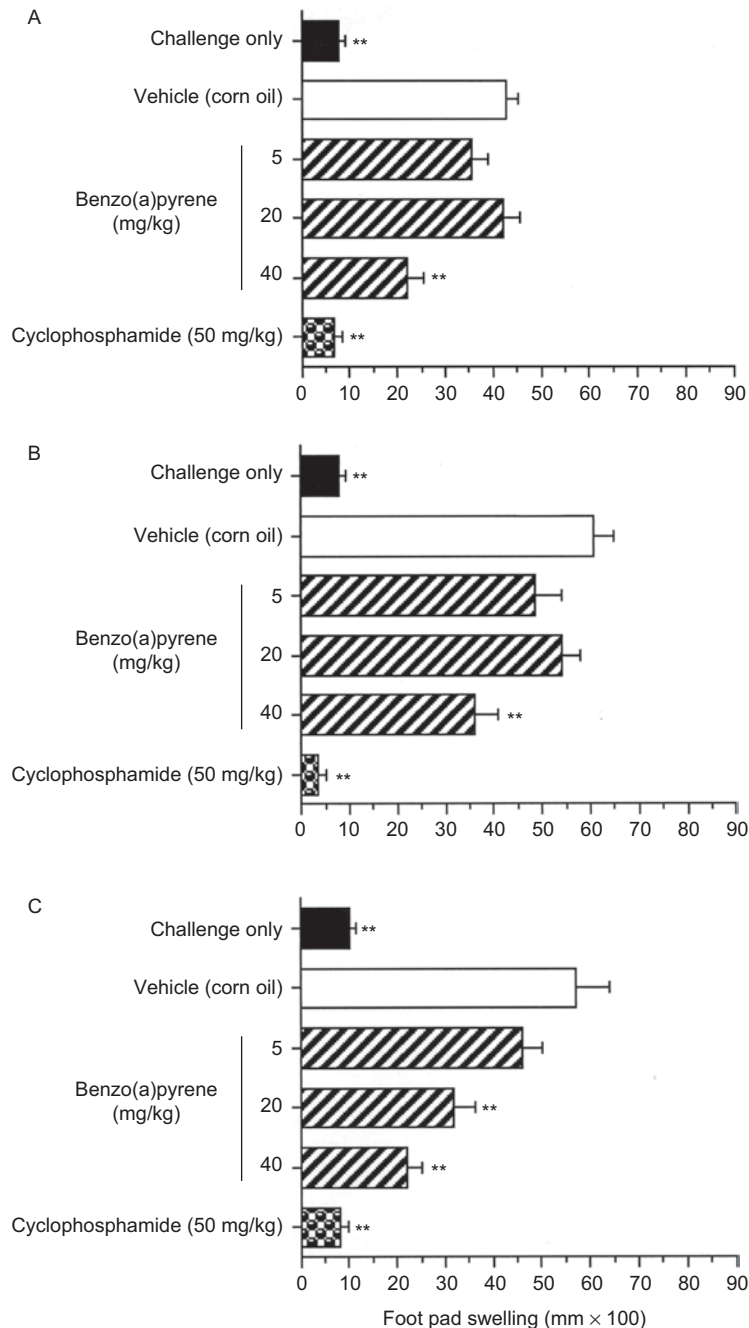 A
Challenge only
**
Vehicle (corn oil)
5
Benzo(a)pyrene
(mg/kg)
20
40
**
Cyclophosphamide (50 mg/kg)
**
0 10 20 30 40 50 60 70 80 90
B
Challenge only
**
Vehicle (corn oil)
5
Benzo(a)pyrene
(mg/kg)
20
40
**
Cyclophosphamide (50 mg/kg)
**
0 10 20 30 40 50 60 70 80 90
C
Challenge only
**
Vehicle (corn oil)
5
Benzo(a)pyrene
(mg/kg)
20
**
40
**
Cyclophosphamide (50 mg/kg)
**
0 10 20 30 40 50 60 70 80 90
Foot pad swelling (mm × 100)